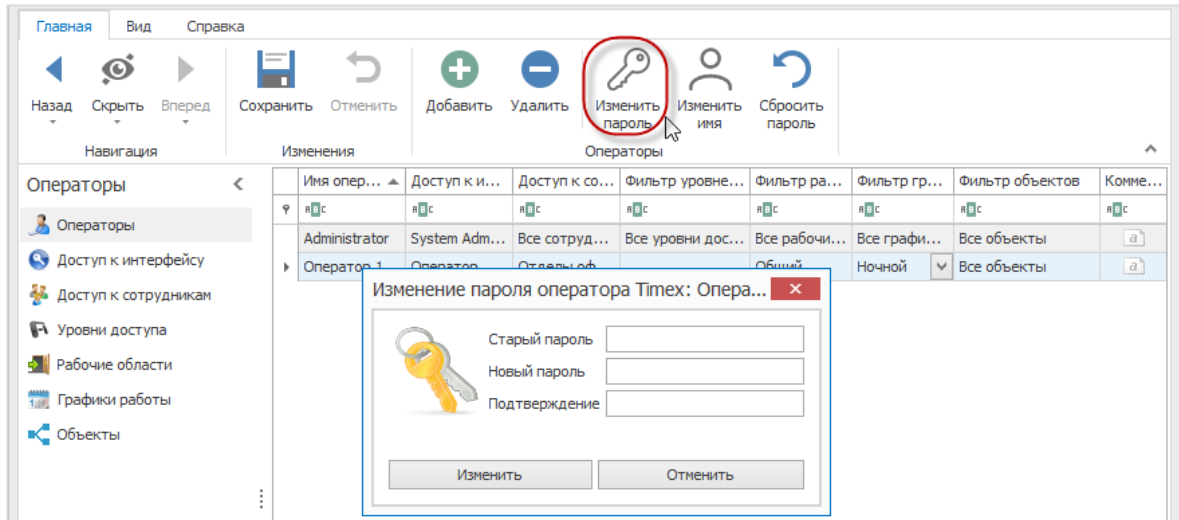 Главная Вид Справка
Назад Скрыть Вперед Сохранить Отменить Добавить Удалить Изменить пароль Изменить имя Сбросить пароль
Навигация Изменения Операторы
Операторы
Операторы
Доступ к интерфейсу
Доступ к сотрудникам
Уровни доступа
Рабочие области
Графики работы
Объекты
Имя опер... Доступ к и... Доступ к со... Фильтр уровне... Фильтр ра... Фильтр гр... Фильтр объектов Комме...
Administrator System Adm... Все сотруд... Все уровни дос... Все рабочи... Все графи... Все объекты
Оператор 1 Оператор Отделы оф... Общий Ночной Все объекты
Изменение пароля оператора Timex: Опера...
Старый пароль
Новый пароль
Подтверждение
Изменить Отменить